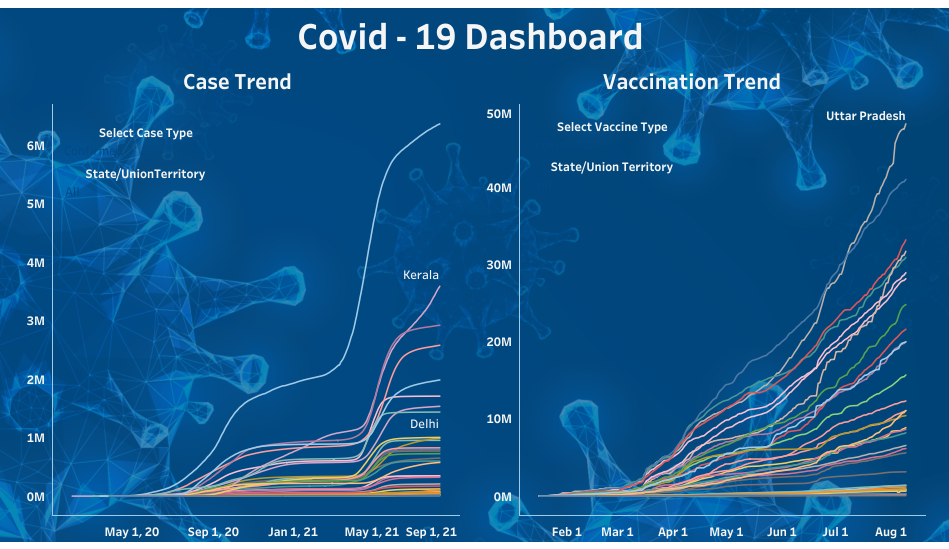 Covid - 19 Dashboard
Case Trend
Vaccination Trend
Select Case Type
State/UnionTerritory
All
6M
5M
4M
3M
2M
1M
0M
Kerala
Delhi
May 1, 20
Sep 1, 20
Jan 1, 21
May 1, 21
Sep 1, 21
Select Vaccine Type
State/Union Territory
Uttar Pradesh
50M
40M
30M
20M
10M
0M
Feb 1
Mar 1
Apr 1
May 1
Jun 1
Jul 1
Aug 1